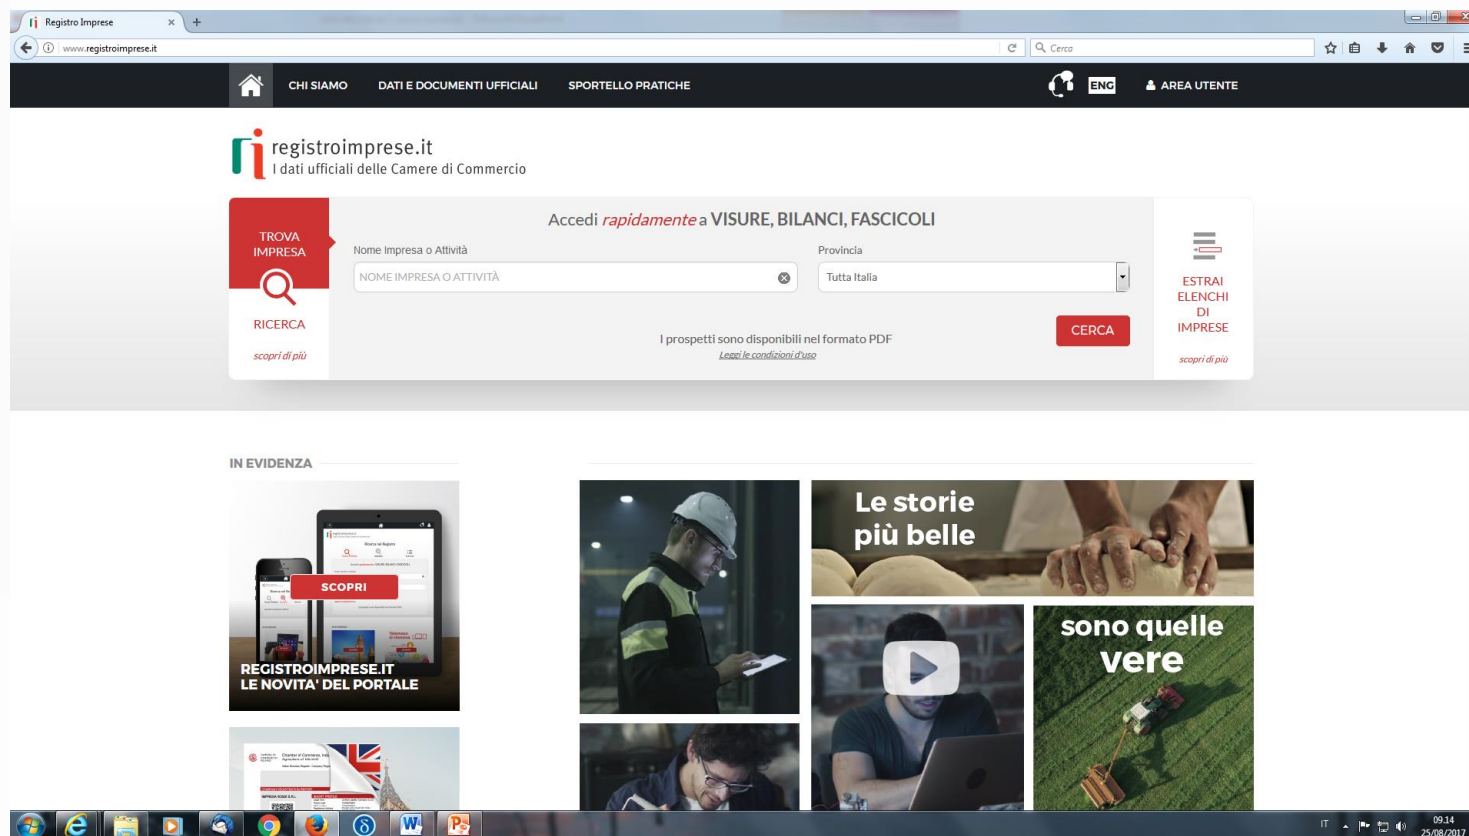 Registro Imprese
www.registroimprese.it
Cerca
CHI SIAMO
DATI E DOCUMENTI UFFICIALI
SPORTELLO PRATICHE
ENG
AREA UTENTE
registroimprese.it
I dati ufficiali delle Camere di Commercio
TROVA
IMPRESA
RICERCA
scopri di più
Accedi rapidamente a VISURE, BILANCI, FASCICOLI
Nome Impresa o Attività
Provincia
NOME IMPRESA O ATTIVITÀ
Tutta Italia
CERCA
I prospetti sono disponibili nel formato PDF
Leggi le condizioni d'uso
ESTRAI
ELENCHI
DI
IMPRESE
scopri di più
IN EVIDENZA
SCOPRI
REGISTROIMPRESE.IT
LE NOVITA' DEL PORTALE
Le storie
più belle
sono quelle
vere
IT
09.14
25/08/2017